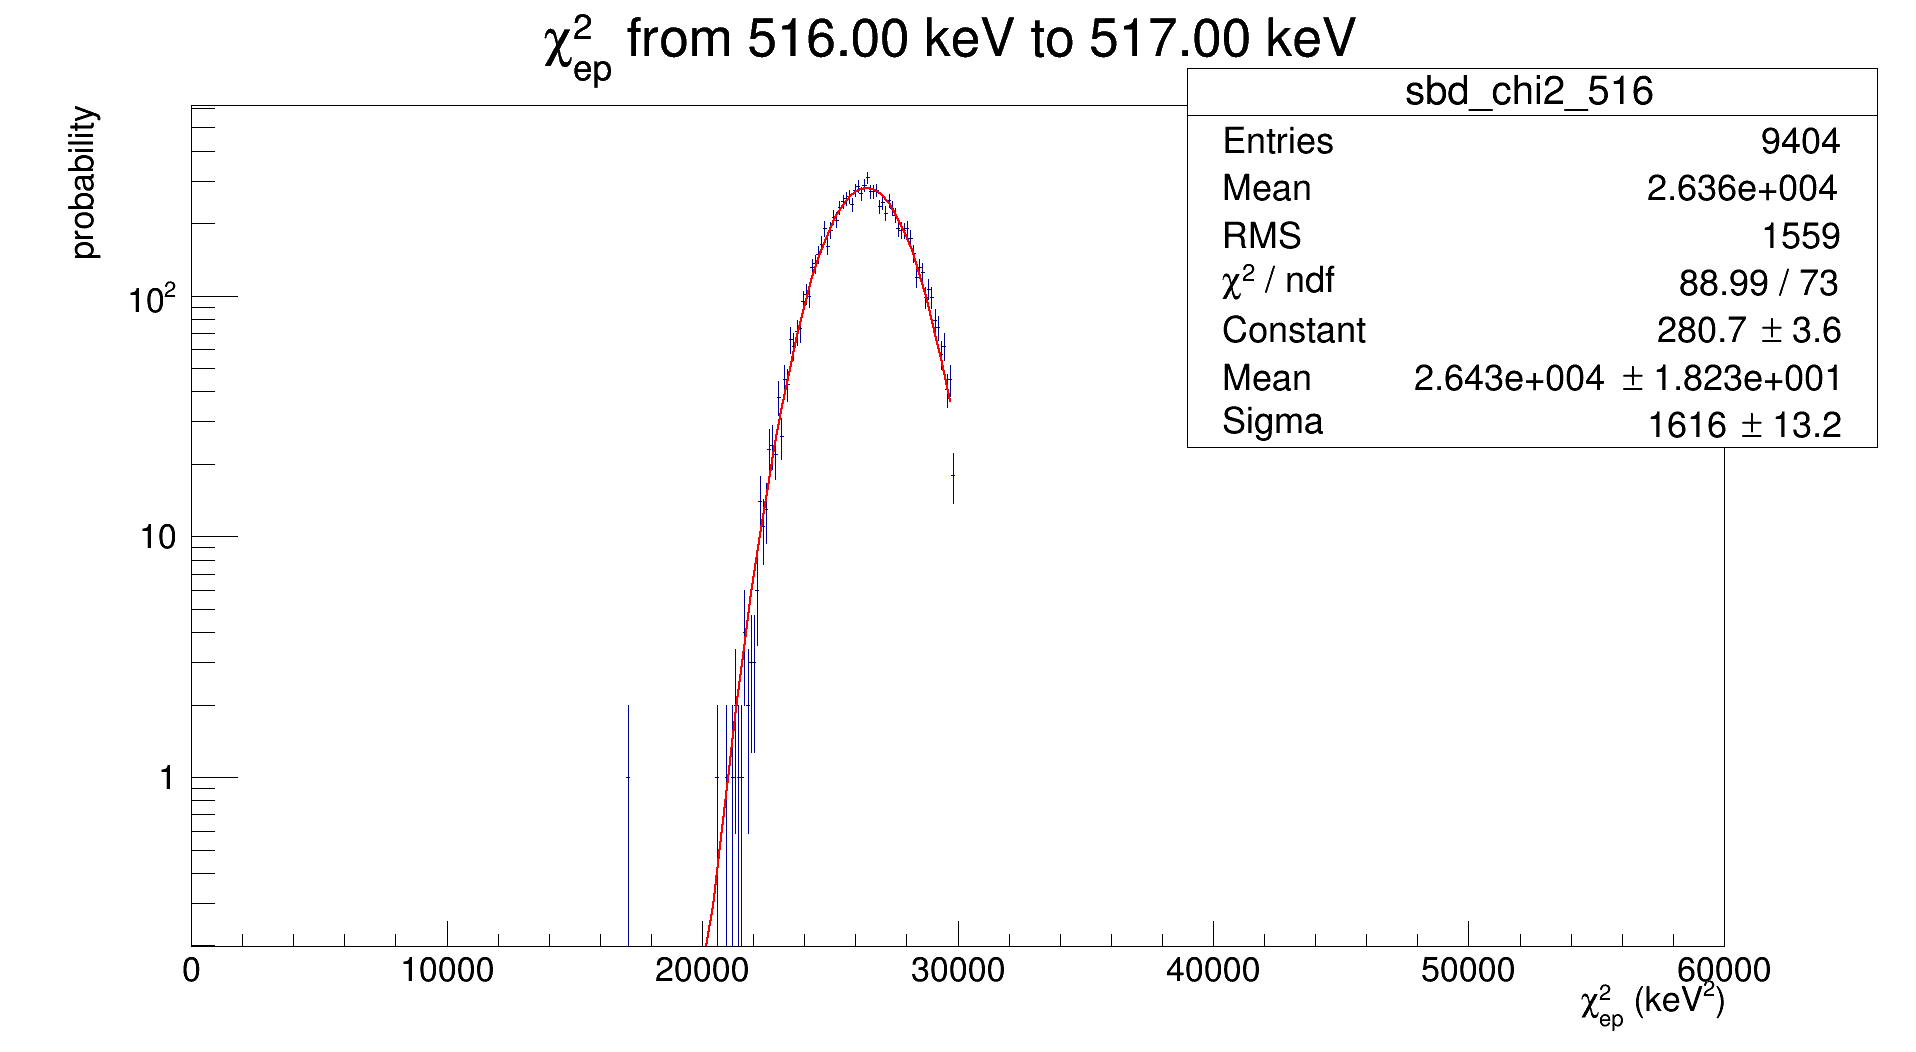 χ²ep from 516.00 keV to 517.00 keV
sbd_chi2_516
Entries 9404
Mean 2.636e+004
RMS 1559
χ² / ndf 88.99 / 73
Constant 280.7 ± 3.6
Mean 2.643e+004 ± 1.823e+001
Sigma 1616 ± 13.2
probability
10²
10
1
0 10000 20000 30000 40000 50000 60000
χ²ep (keV²)